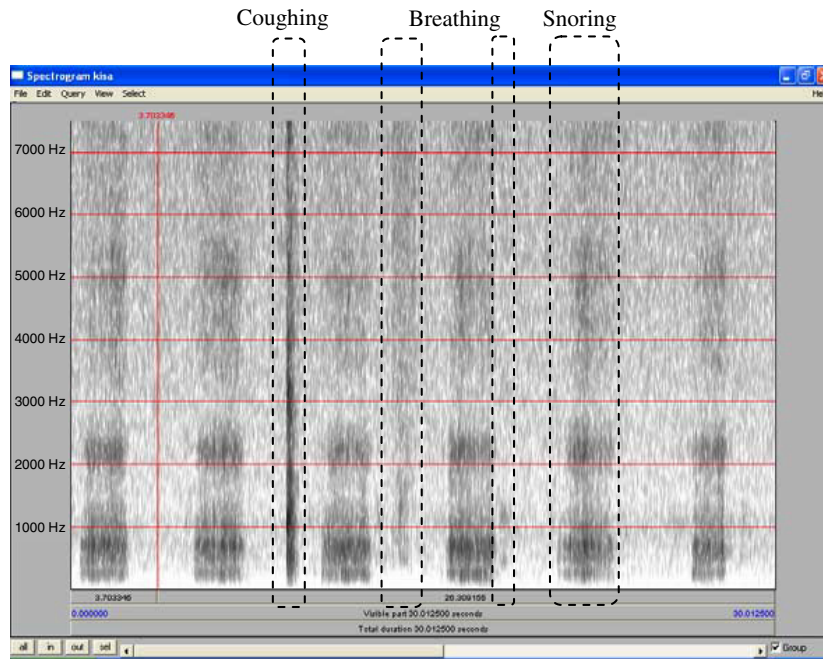 Coughing Breathing Snoring
Spectrogram kisa
File Edit Query View Select He
3.703346
7000 Hz
6000 Hz
5000 Hz
4000 Hz
3000 Hz
2000 Hz
1000 Hz
3.703346 26.309155
0.000000 Visible part 30.012500 seconds 30.012500
Total duration 30.012500 seconds
all in out sel Group